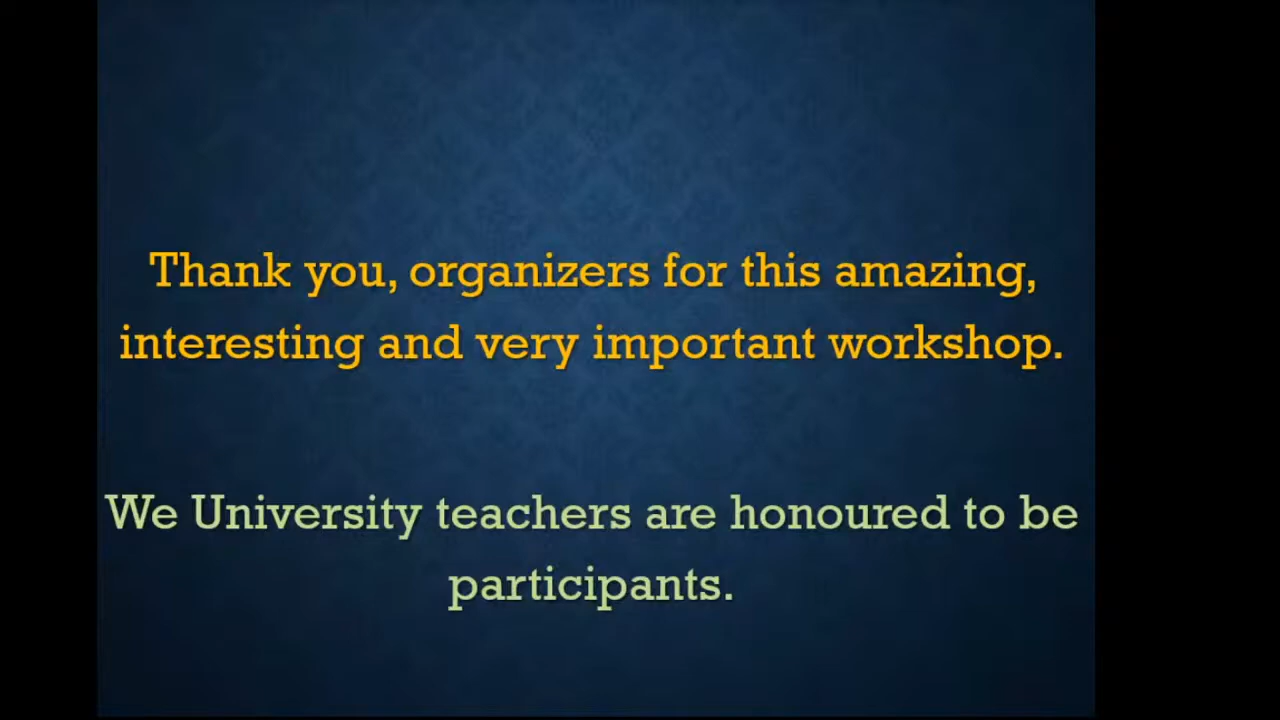 Thank you, organizers for this amazing,
interesting and very important workshop.
We University teachers are honoured to be
participants.